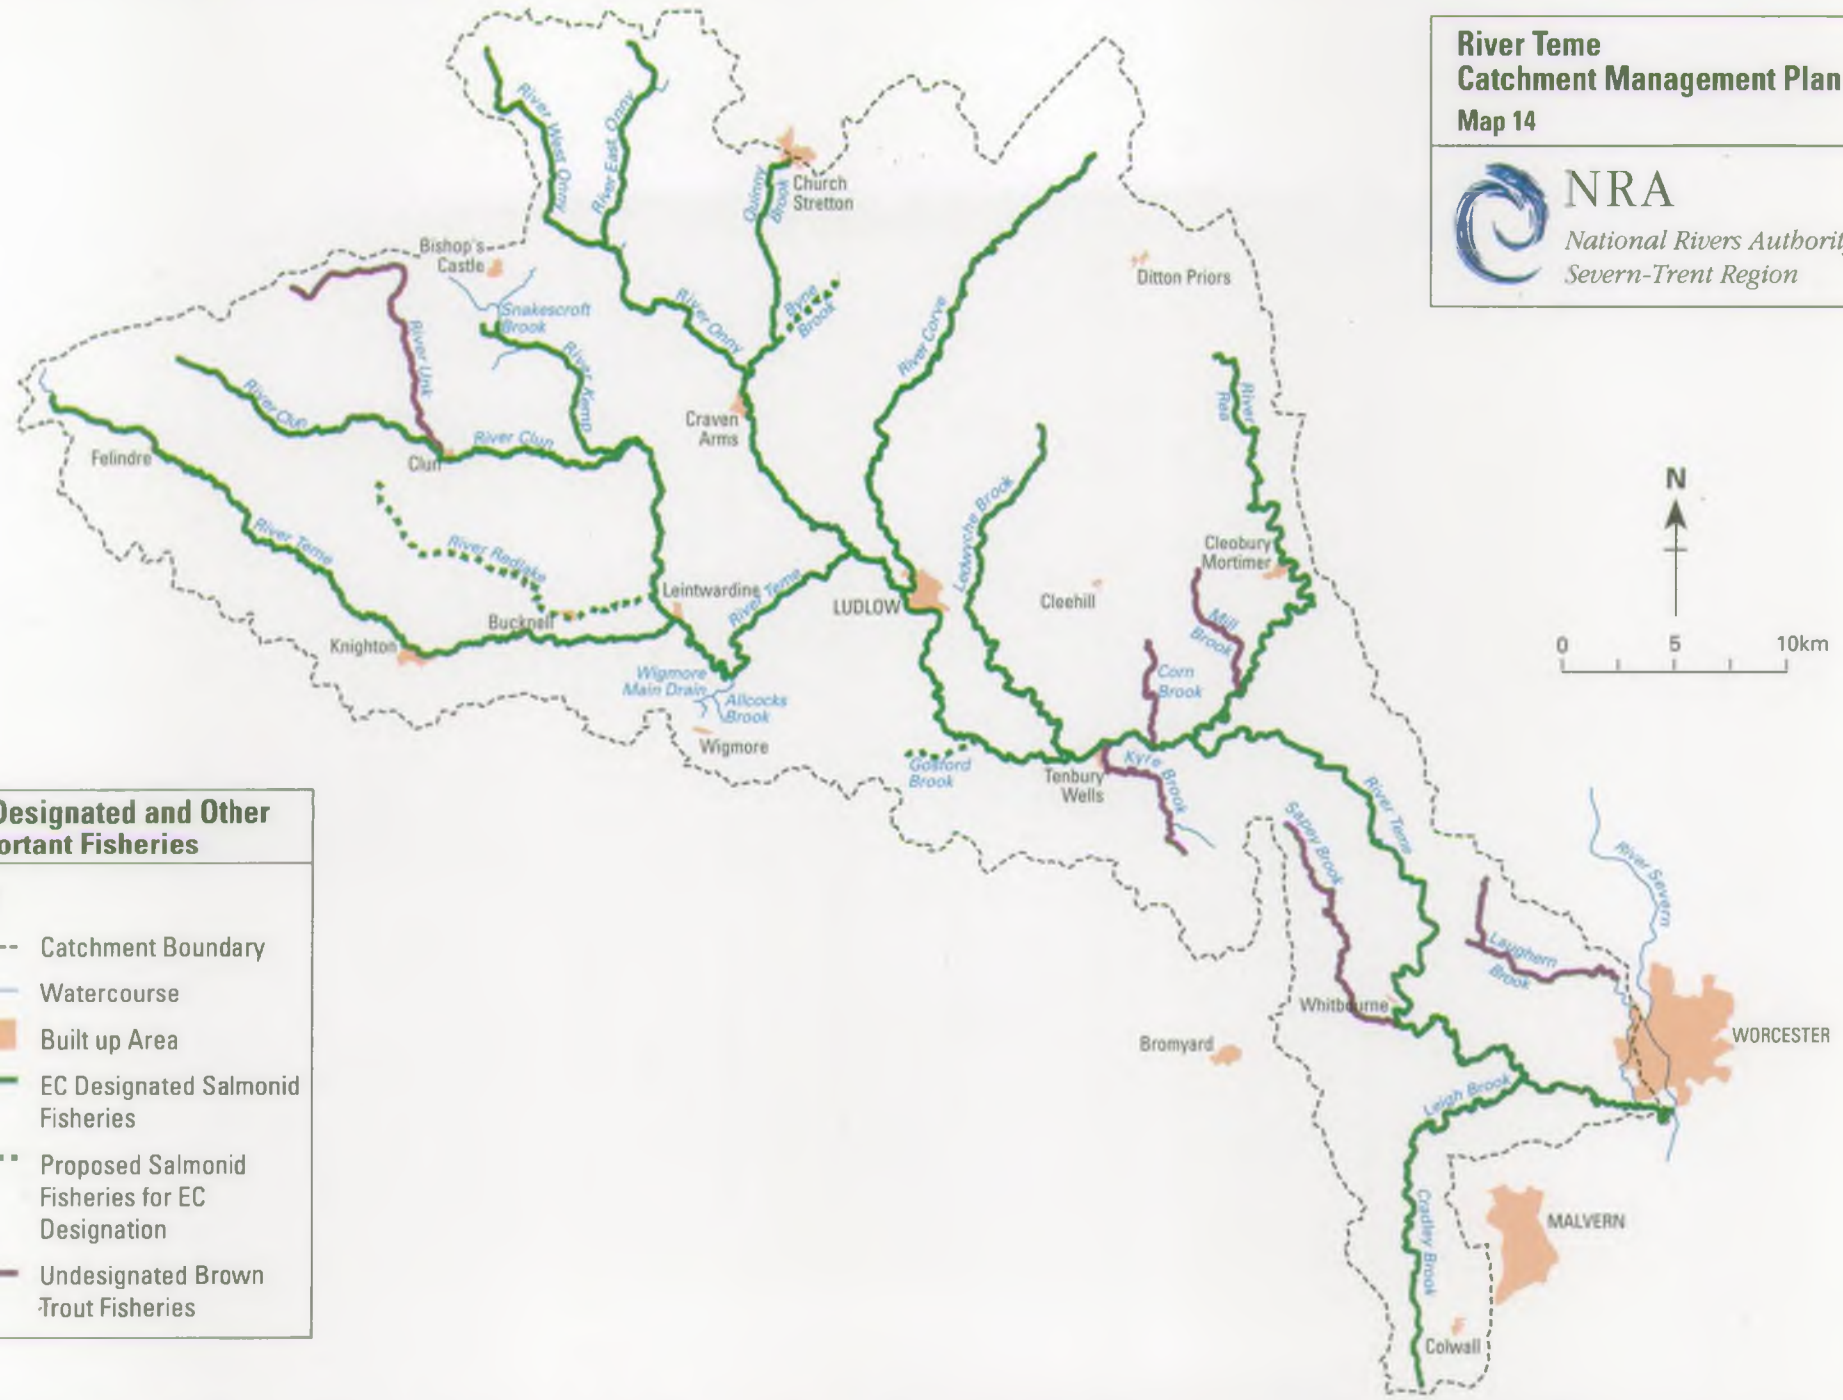 River Teme
Catchment Management Plan
Map 14
NRA
National Rivers Authority
Severn-Trent Region
River West Onny
River East Onny
Quinny
Brook
Church
Stretton
Bishop's
Castle
Snakescroft
Brook
Byne
Brook
River Onny
River Corve
Ditton Priors
River Unk
River Kemp
River Clun
River Clun
Clun
Craven
Arms
River
Rea
Felindre
River Teme
River Redlake
Ledwyche Brook
Cleobury
Mortimer
N
Leintwardine
River Teme
LUDLOW
Cleehill
Bucknell
Knighton
Mill
Brook
0 5 10km
Wigmore
Main Drain
Allcocks
Brook
Corn
Brook
Wigmore
Gosford
Brook
Tenbury
Wells
Kyre Brook
River Teme
Sapey Brook
River Severn
Laughern
Brook
Whitbourne
Bromyard
WORCESTER
Leigh Brook
Cradley Brook
MALVERN
Colwall
Designated and Other
ortant Fisheries
Catchment Boundary
Watercourse
Built up Area
EC Designated Salmonid
Fisheries
Proposed Salmonid
Fisheries for EC
Designation
Undesignated Brown
Trout Fisheries